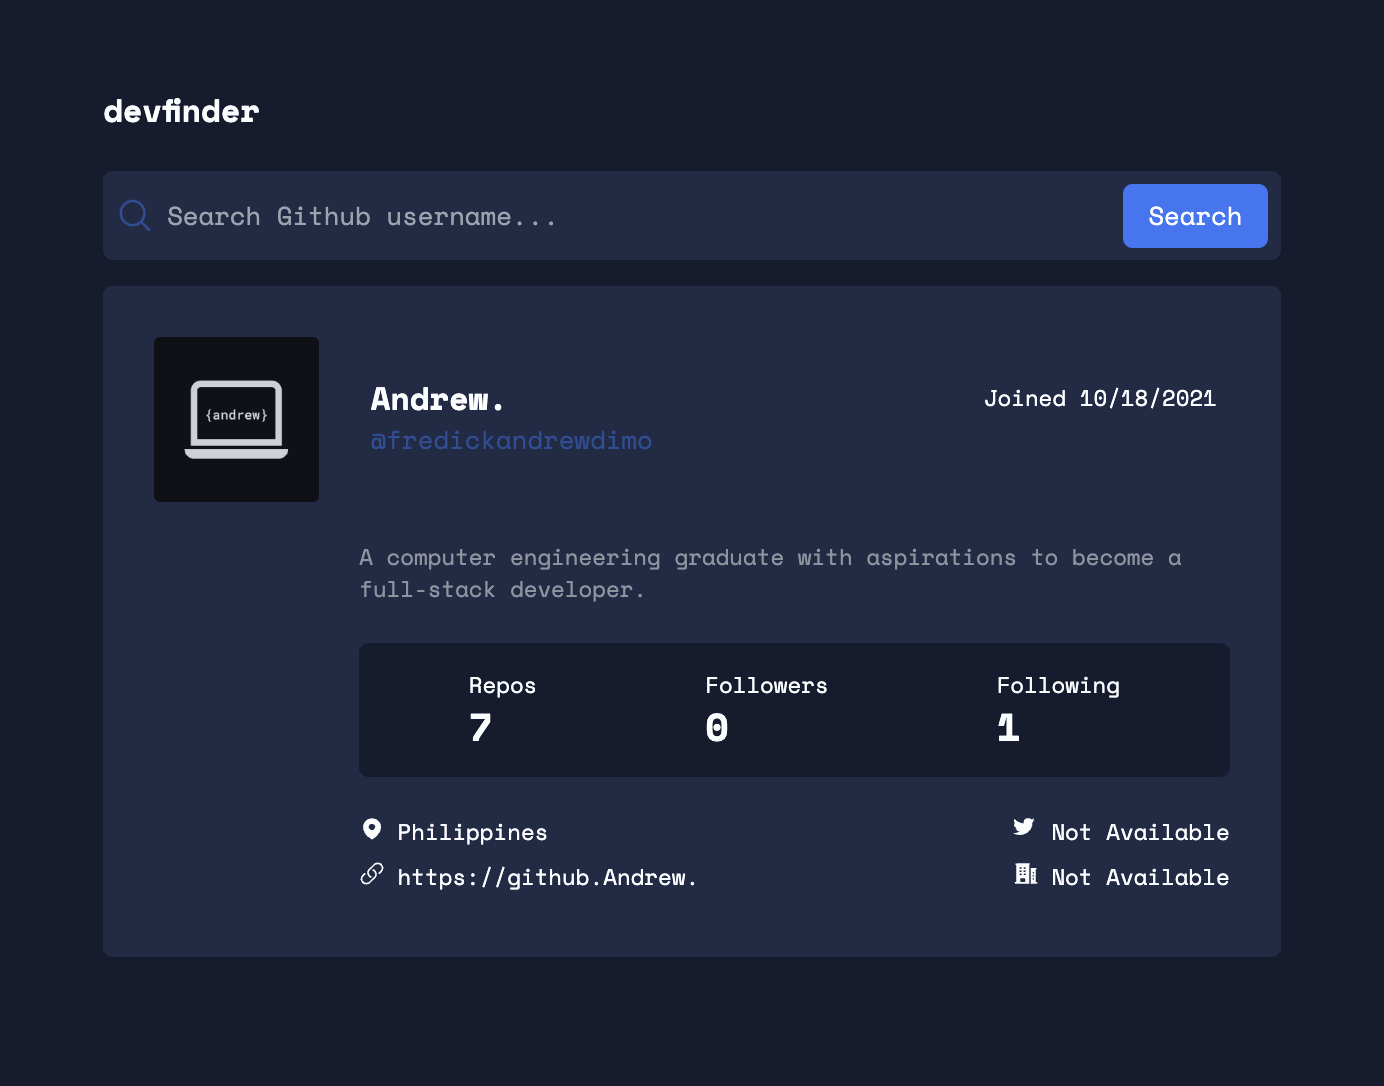 devfinder
Search Github username...
Search
{andrew}
Andrew.
Joined 10/18/2021
@fredickandrewdimo
A computer engineering graduate with aspirations to become a
full-stack developer.
Repos
Followers
Following
7
0
1
Philippines
Not Available
https://github.Andrew.
Not Available